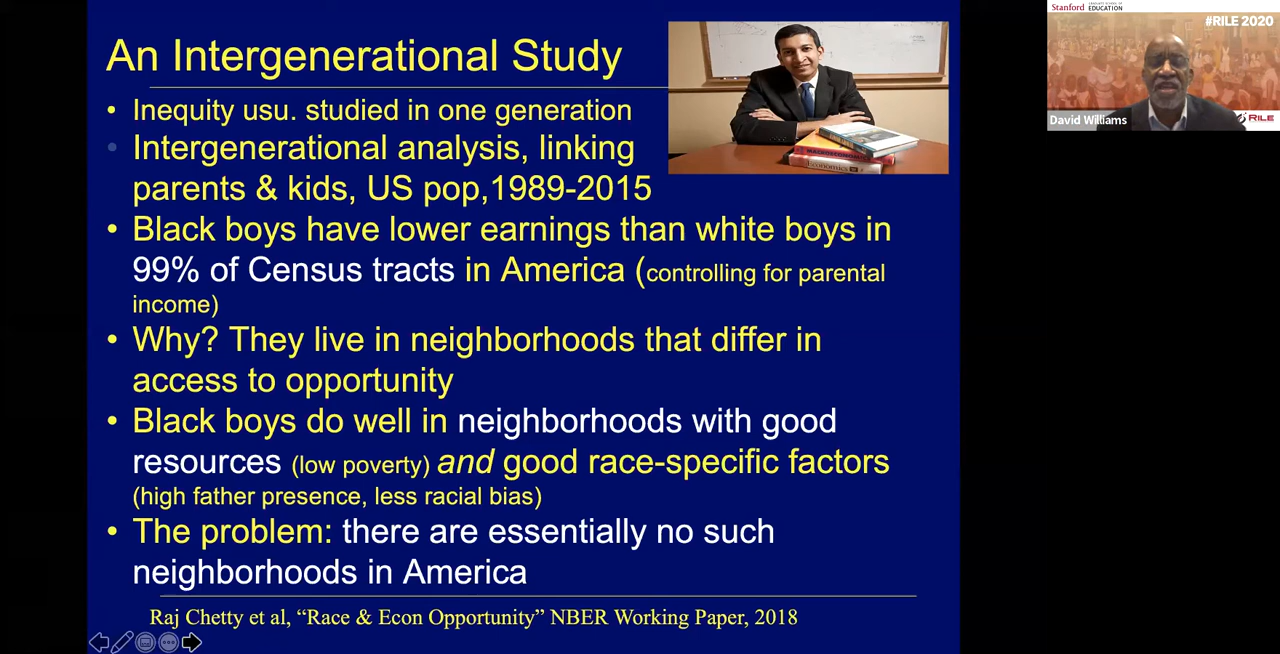 An Intergenerational Study
• Inequity usu. studied in one generation
• Intergenerational analysis, linking
parents & kids, US pop,1989-2015
• Black boys have lower earnings than white boys in
99% of Census tracts in America (controlling for parental
income)
• Why? They live in neighborhoods that differ in
access to opportunity
• Black boys do well in neighborhoods with good
resources (low poverty) and good race-specific factors
(high father presence, less racial bias)
• The problem: there are essentially no such
neighborhoods in America
Raj Chetty et al, “Race & Econ Opportunity” NBER Working Paper, 2018
MACROECONOMICS
Economics
Stanford
GRADUATE SCHOOL OF
EDUCATION
#RILE 2020
David Williams
RILE